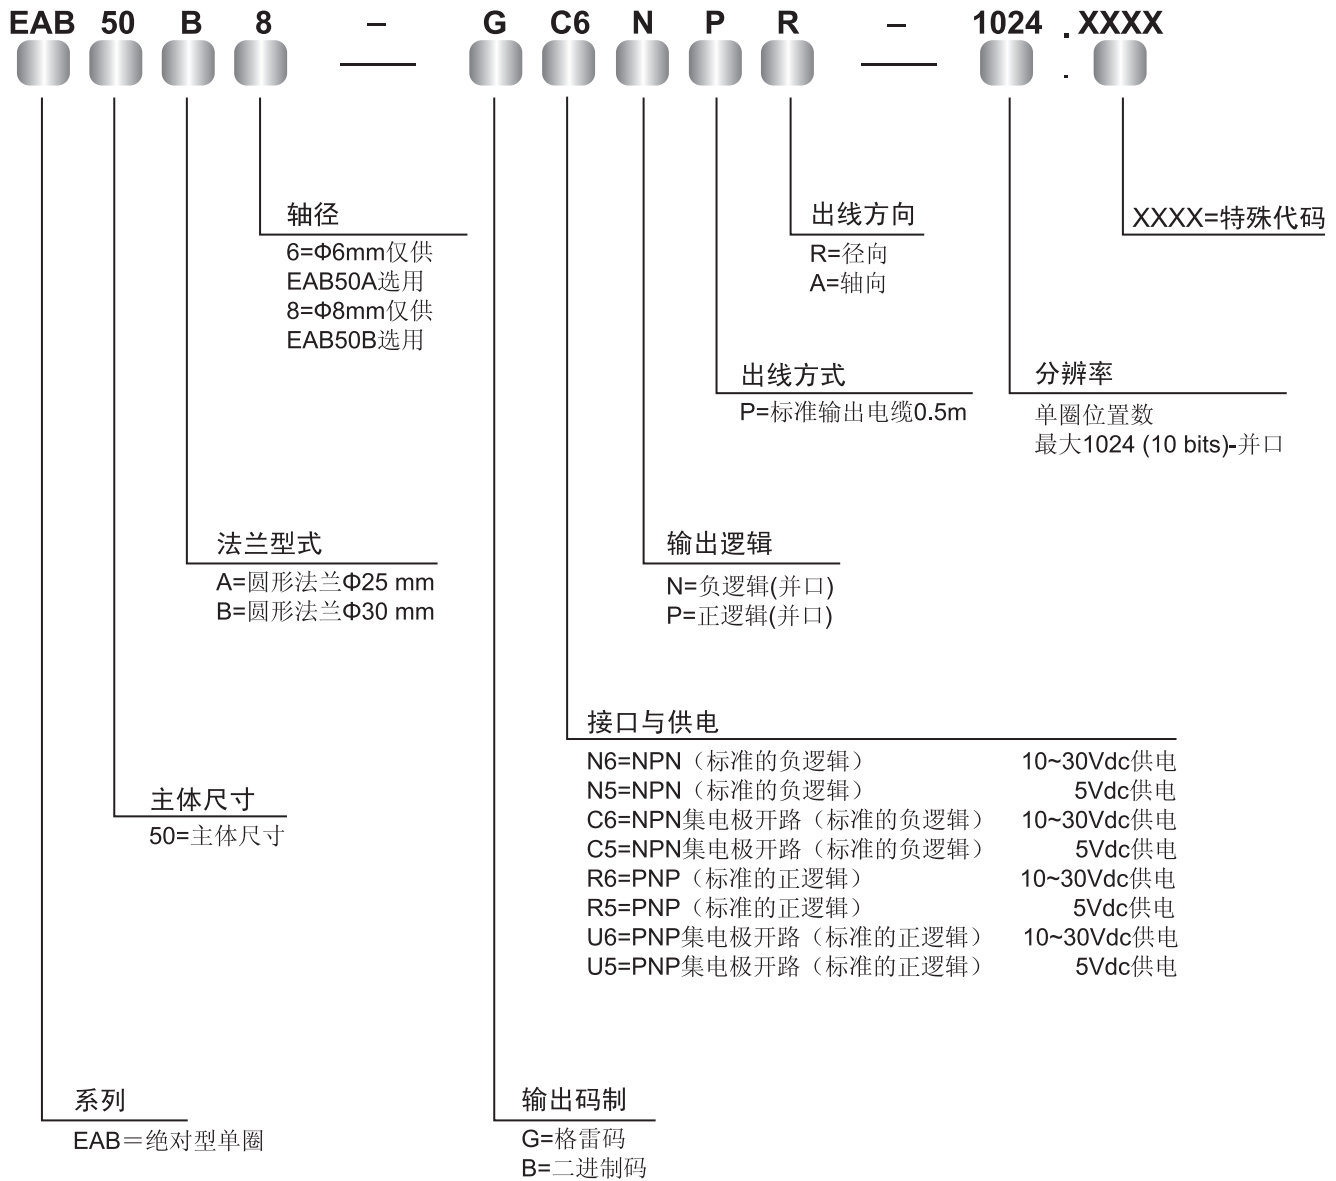 EAB 50 B 8 – G C6 N P R – 1024 . XXXX
.
轴径
6=Φ6mm仅供
EAB50A选用
8=Φ8mm仅供
EAB50B选用
出线方向
R=径向
A=轴向
XXXX=特殊代码
出线方式
P=标准输出电缆0.5m
分辨率
单圈位置数
最大1024 (10 bits)-并口
法兰型式
A=圆形法兰Φ25 mm
B=圆形法兰Φ30 mm
输出逻辑
N=负逻辑(并口)
P=正逻辑(并口)
接口与供电
N6=NPN（标准的负逻辑） 10~30Vdc供电
N5=NPN（标准的负逻辑） 5Vdc供电
C6=NPN集电极开路（标准的负逻辑） 10~30Vdc供电
C5=NPN集电极开路（标准的负逻辑） 5Vdc供电
R6=PNP（标准的正逻辑） 10~30Vdc供电
R5=PNP（标准的正逻辑） 5Vdc供电
U6=PNP集电极开路（标准的正逻辑） 10~30Vdc供电
U5=PNP集电极开路（标准的正逻辑） 5Vdc供电
主体尺寸
50=主体尺寸
系列
EAB＝绝对型单圈
输出码制
G=格雷码
B=二进制码